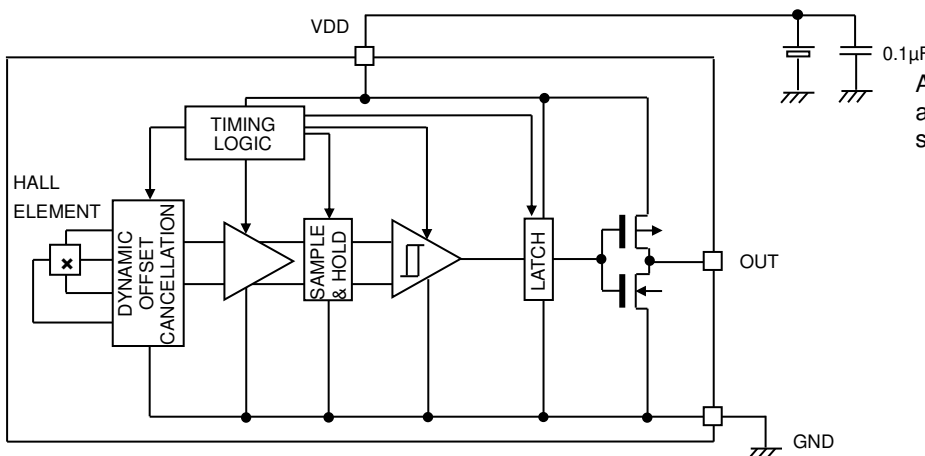 VDD
0.1µF
A
a
s
TIMING
LOGIC
HALL
ELEMENT
DYNAMIC
OFFSET
CANCELLATION
SAMPLE
& HOLD
LATCH
OUT
GND